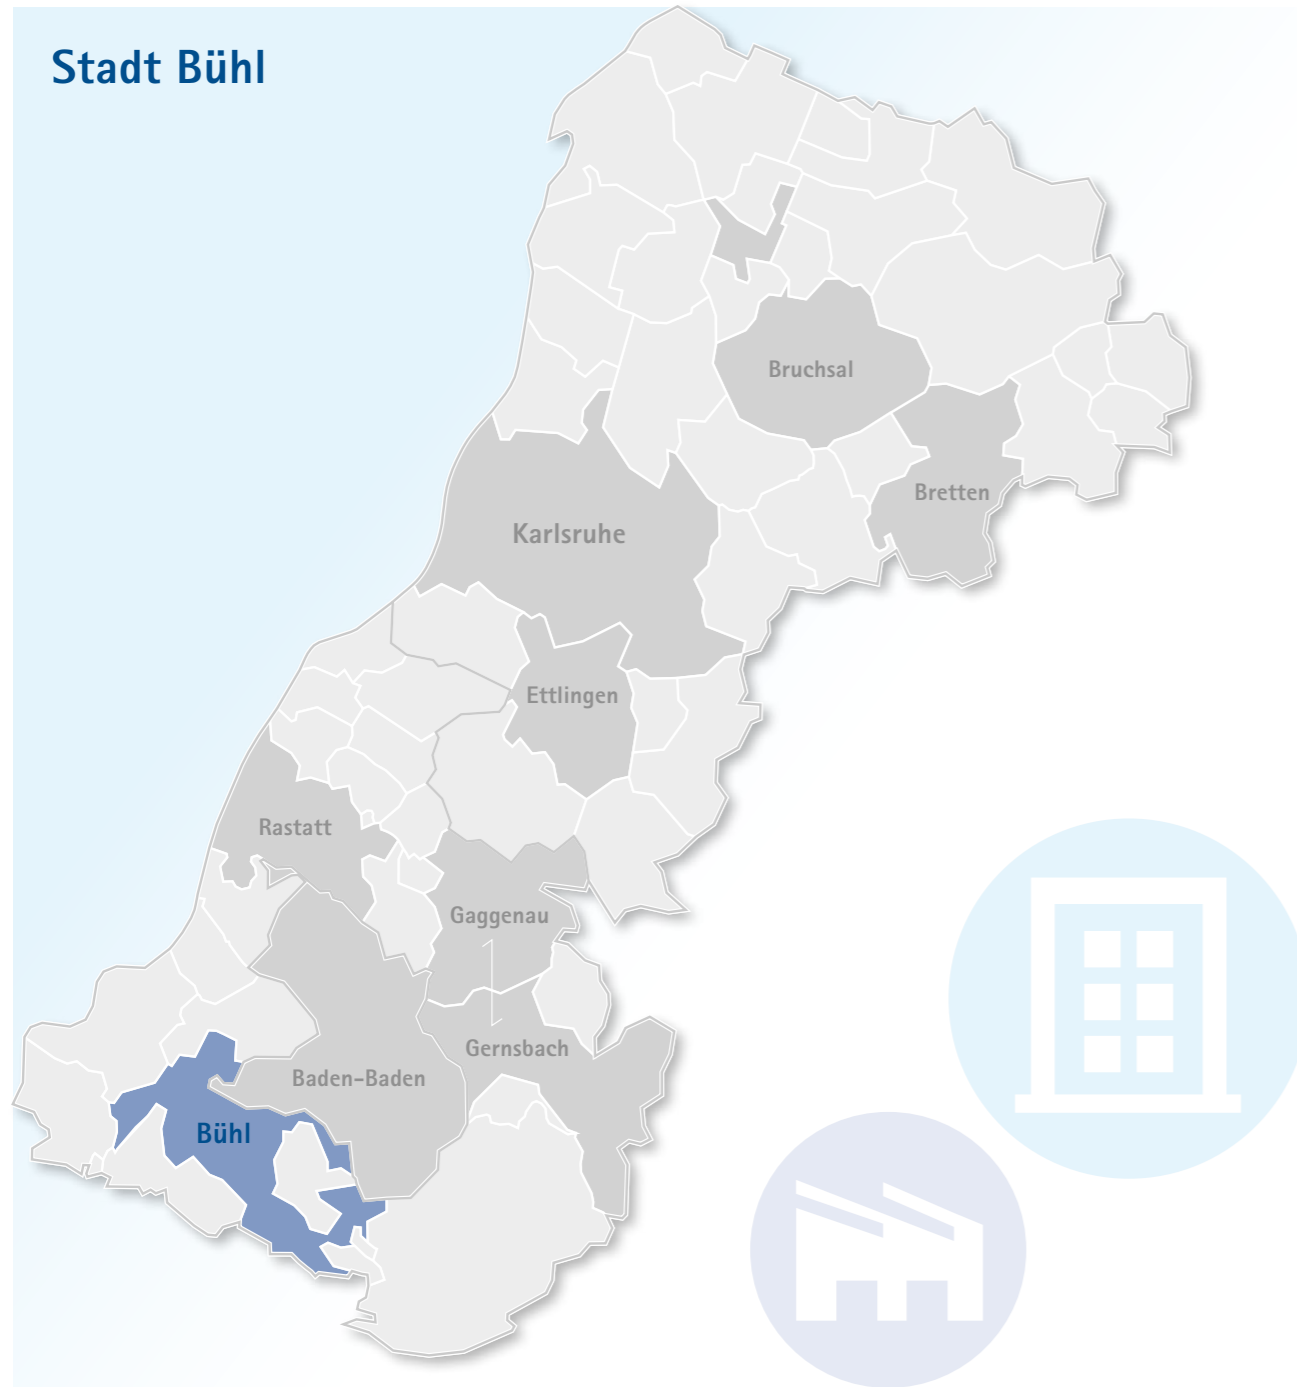 Stadt Bühl
Bruchsal
Bretten
Karlsruhe
Ettlingen
Rastatt
Gaggenau
Gernsbach
Baden-Baden
Bühl